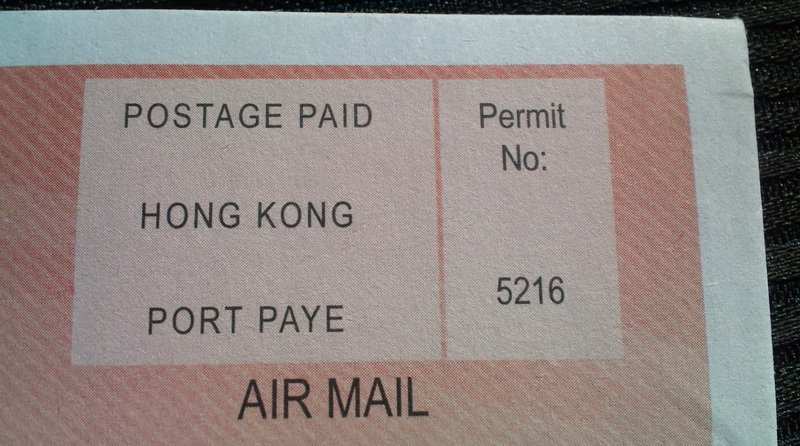 POSTAGE PAID
HONG KONG
PORT PAYE
Permit
No:
5216
AIR MAIL